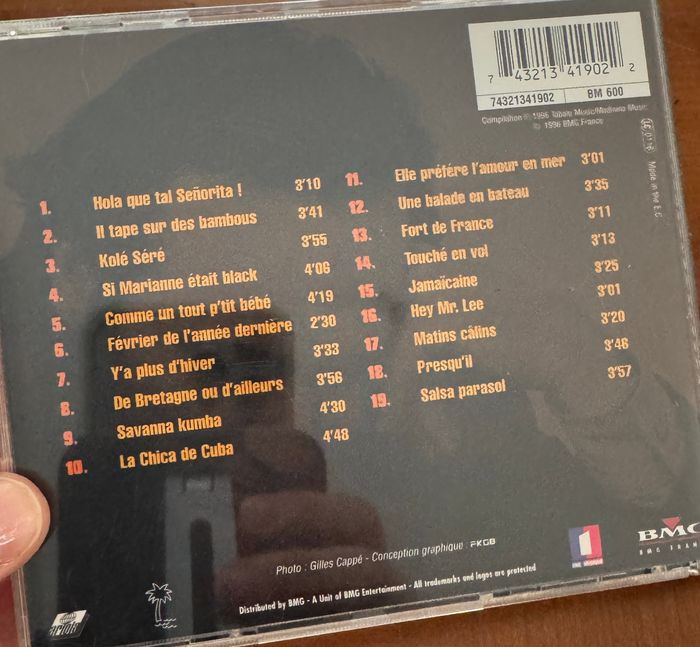 7 43213 41902 2
74321341902 BM 600
Compilation ℗ 1996 Tabata Music/Madinina Music
© 1996 BMG France
Made in the E.C.
1. Hola que tal Señorita ! 3'10
2. Il tape sur des bambous 3'41
3. Kolé Séré 3'55
4. Si Marianne était black 4'06
5. Comme un tout p'tit bébé 4'19
6. Février de l'année dernière 2'30
7. Y'a plus d'hiver 3'33
8. De Bretagne ou d'ailleurs 3'56
9. Savanna kumba 4'30
10. La Chica de Cuba 4'48
11. Elle préfère l'amour en mer 3'01
12. Une balade en bateau 3'35
13. Fort de France 3'11
14. Touché en vol 3'13
15. Jamaïcaine 3'25
16. Hey Mr. Lee 3'01
17. Matins câlins 3'20
18. Presqu'il 3'46
19. Salsa parasol 3'57
Photo : Gilles Cappé - Conception graphique : FKGB
Distributed by BMG - A Unit of BMG Entertainment - All trademarks and logos are protected
1
UNE MUSIQUE
BMG
BMG FRAN